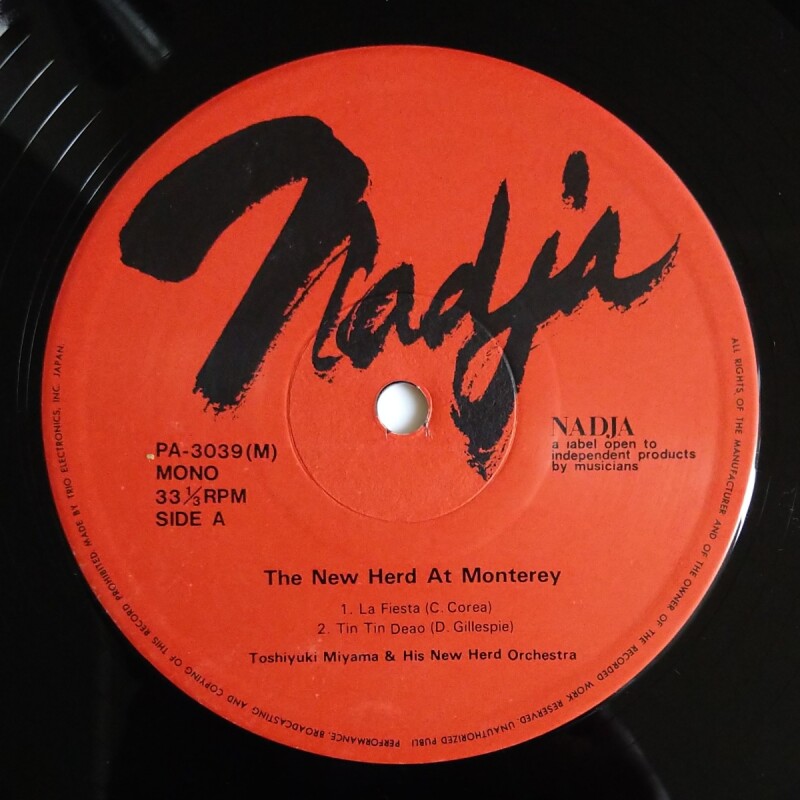 Nadja
NADJA
a label open to
independent products
by musicians
PA-3039(M)
MONO
33 1/3 RPM
SIDE A
The New Herd At Monterey
1. La Fiesta (C. Corea)
2. Tin Tin Deao (D. Gillespie)
Toshiyuki Miyama & His New Herd Orchestra
ALL RIGHTS OF THE MANUFACTURER AND OF THE OWNER OF THE RECORDED WORK RESERVED. UNAUTHORIZED PUBLI PERFORMANCE, BROADCASTING AND COPYING OF THIS RECORD PROHIBITED. MADE BY TRIO ELECTRONICS, INC. JAPAN.